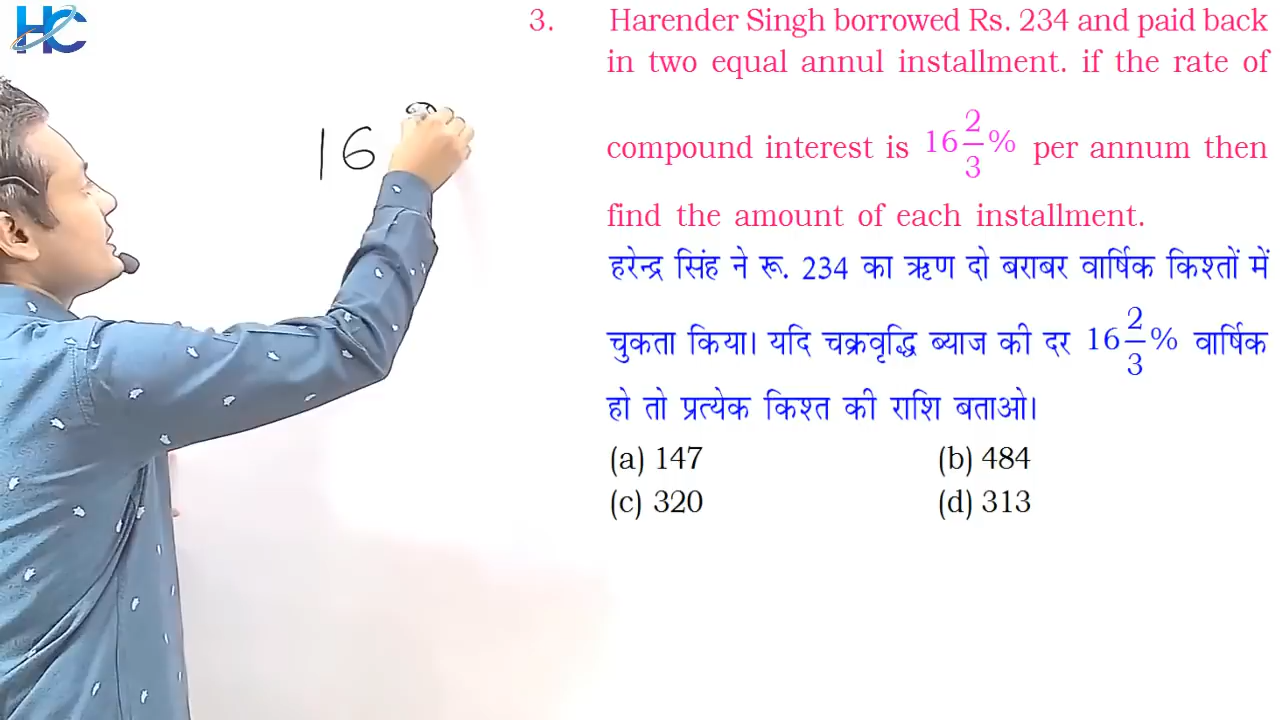 HC
3. Harender Singh borrowed Rs. 234 and paid back
in two equal annul installment. if the rate of
compound interest is 16 2/3% per annum then
find the amount of each installment.
हरेन्द्र सिंह ने रू. 234 का ऋण दो बराबर वार्षिक किश्तों में
चुकता किया। यदि चक्रवृद्धि ब्याज की दर 16 2/3% वार्षिक
हो तो प्रत्येक किश्त की राशि बताओ।
(a) 147 (b) 484
(c) 320 (d) 313
16